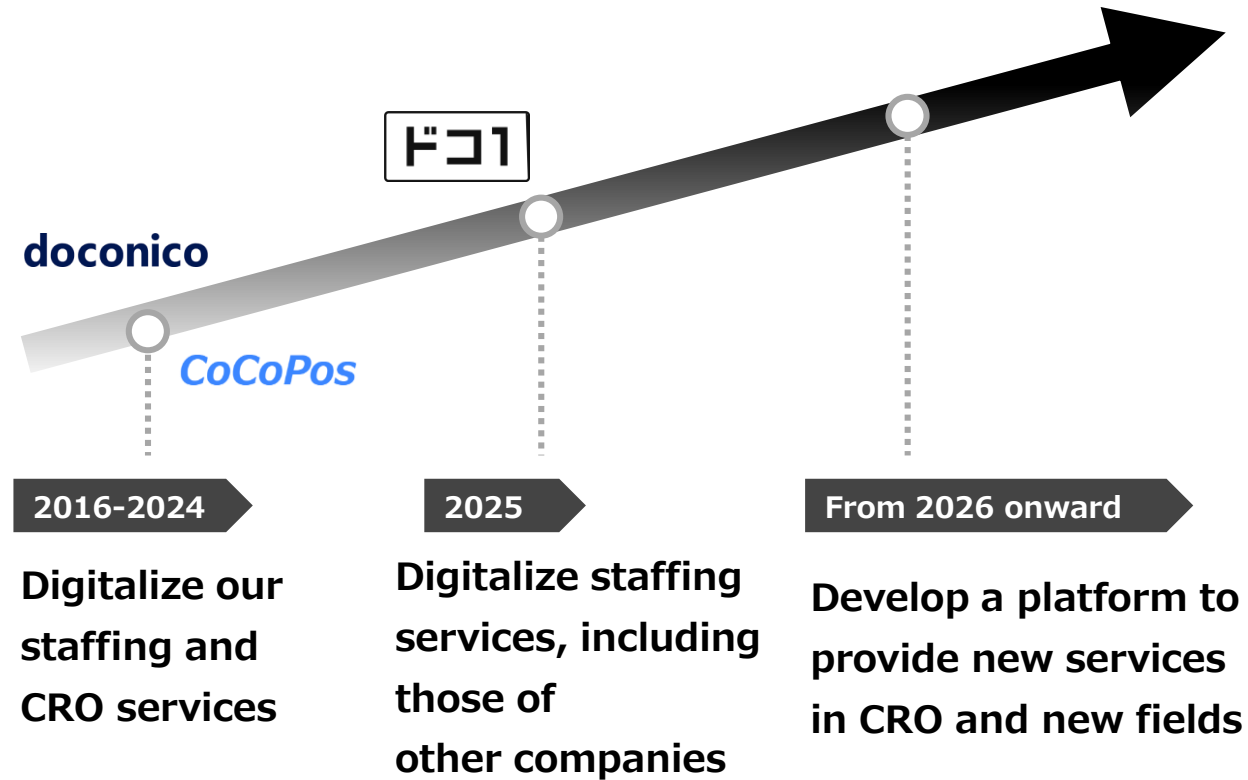 ドコ1
doconico
CoCoPos
2016-2024
Digitalize our
staffing and
CRO services
2025
Digitalize staffing
services, including
those of
other companies
From 2026 onward
Develop a platform to
provide new services
in CRO and new fields